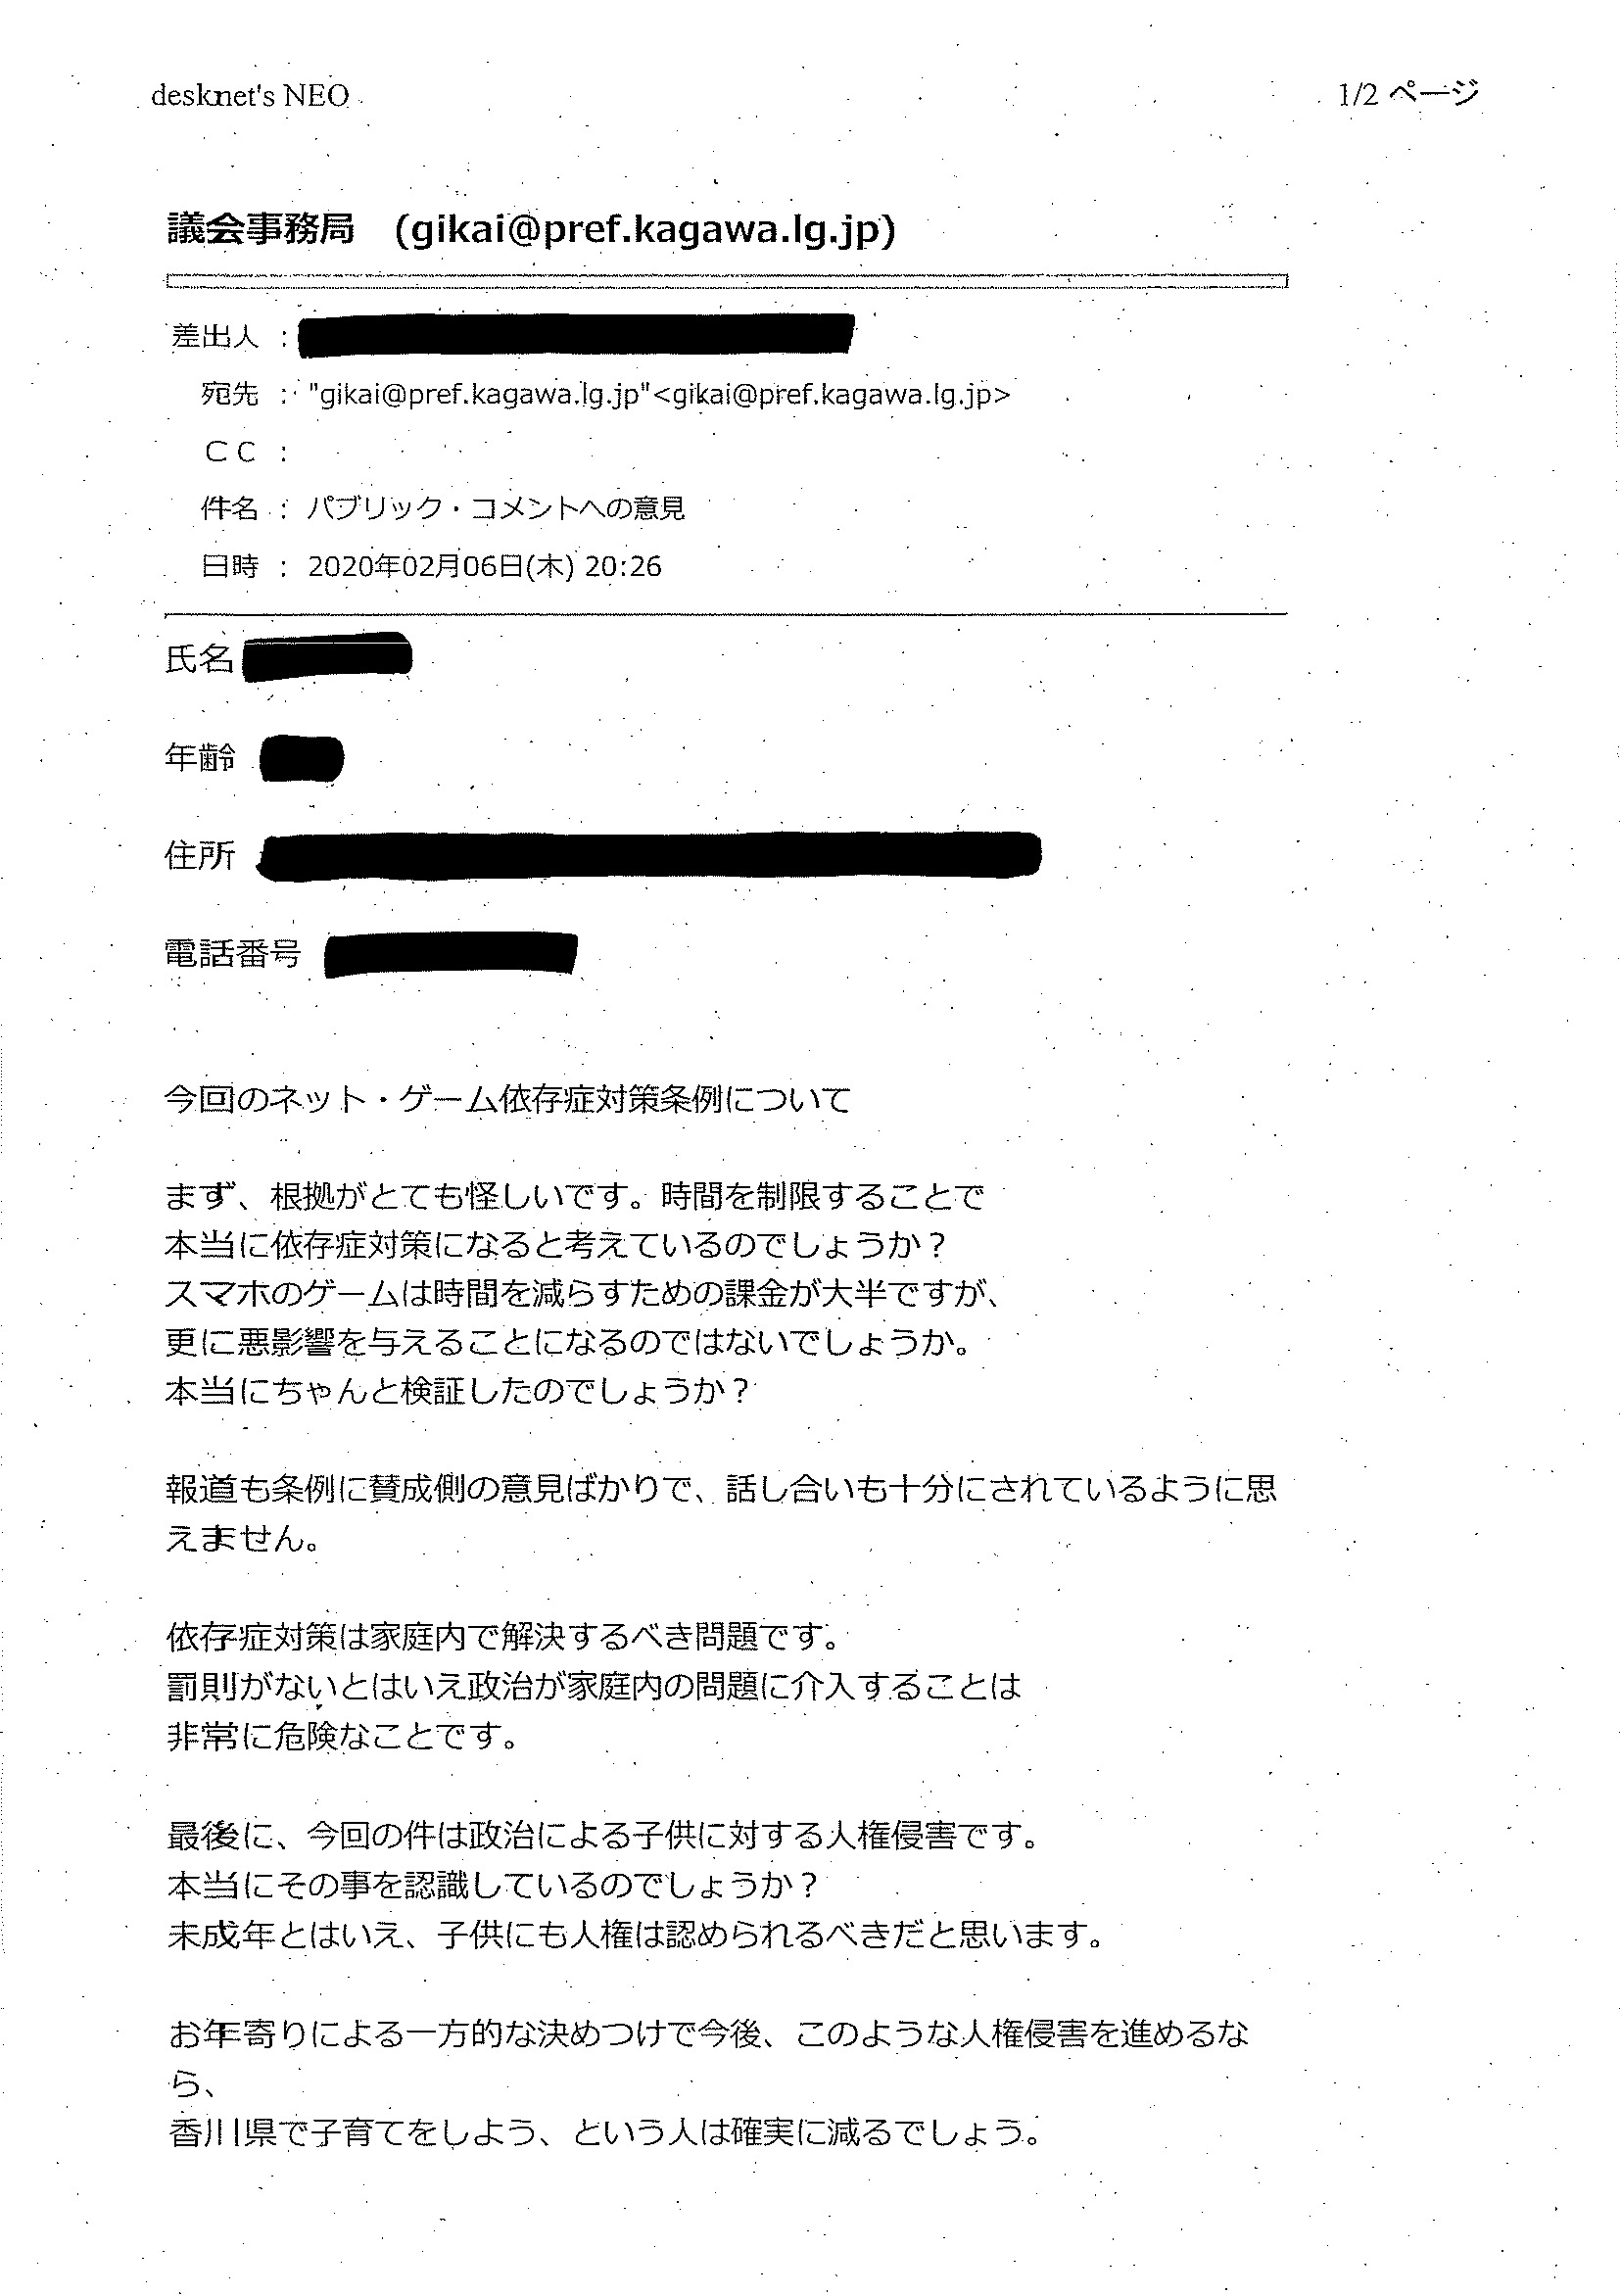 desknet's NEO
1/2 ページ
議会事務局　(gikai@pref.kagawa.lg.jp)
差出人 ：
宛先 ： "gikai@pref.kagawa.lg.jp"<gikai@pref.kagawa.lg.jp>
ＣＣ ：
件名 ： パブリック・コメントへの意見
日時 ： 2020年02月06日(木) 20:26
氏名
年齢
住所
電話番号
今回のネット・ゲーム依存症対策条例について
まず、根拠がとても怪しいです。時間を制限することで
本当に依存症対策になると考えているのでしょうか？
スマホのゲームは時間を減らすための課金が大半ですが、
更に悪影響を与えることになるのではないでしょうか。
本当にちゃんと検証したのでしょうか？
報道も条例に賛成側の意見ばかりで、話し合いも十分にされているように思
えません。
依存症対策は家庭内で解決するべき問題です。
罰則がないとはいえ政治が家庭内の問題に介入することは
非常に危険なことです。
最後に、今回の件は政治による子供に対する人権侵害です。
本当にその事を認識しているのでしょうか？
未成年とはいえ、子供にも人権は認められるべきだと思います。
お年寄りによる一方的な決めつけで今後、このような人権侵害を進めるな
ら、
香川県で子育てをしよう、という人は確実に減るでしょう。